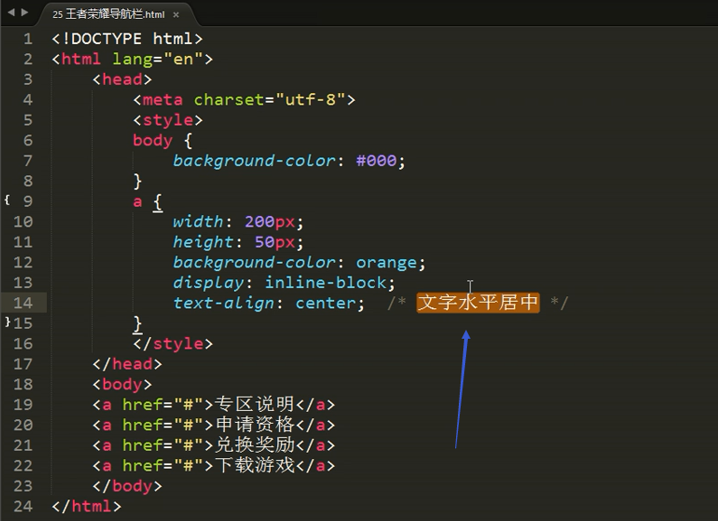 25 王者荣耀导航栏.html ×
1 <!DOCTYPE html>
2 <html lang="en">
3 <head>
4 <meta charset="utf-8">
5 <style>
6 body {
7 background-color: #000;
8 }
{ 9 a {
10 width: 200px;
11 height: 50px;
12 background-color: orange;
13 display: inline-block;
14 text-align: center; /* 文字水平居中 */
}15 }
16 </style>
17 </head>
18 <body>
19 <a href="#">专区说明</a>
20 <a href="#">申请资格</a>
21 <a href="#">兑换奖励</a>
22 <a href="#">下载游戏</a>
23 </body>
24 </html>